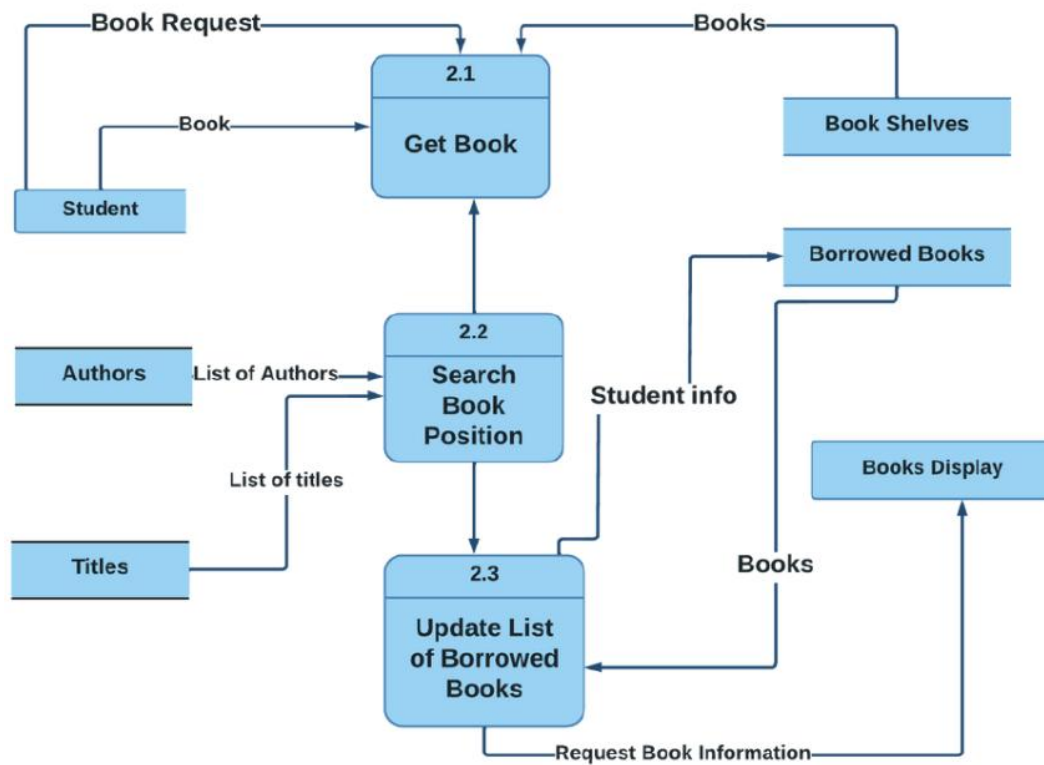 Book Request
Books
2.1
Get Book
Book Shelves
Book
Student
Borrowed Books
2.2
Search
Book
Position
Authors
List of Authors
Student info
List of titles
Books Display
Titles
2.3
Update List
of Borrowed
Books
Books
Request Book Information